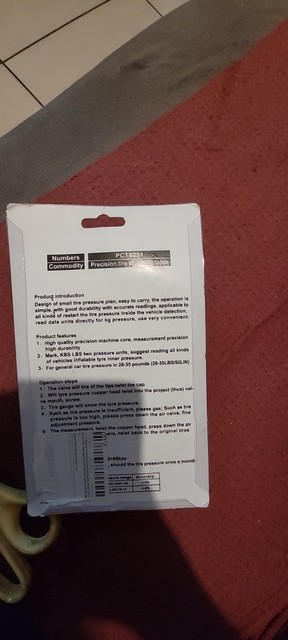 Numbers PCT8231
Commodity Precision tire
Product introduction
Design of small tire pressure plan, easy to carry, the operation is
simple, with good durability with accurate readings, applicable to
all kinds of restart the tire pressure inside the vehicle detection,
read data units directly for kg pressure, use very convenient.
Product features
1. High quality precision machine core, measurement precision
high durability
2. Mark, KBS LBS two pressure units, suggest reading all kinds
of vehicles inflatable tyre inner pressure.
3. For general car tire pressure in 28-35 pounds (28-35LBS/SQ.IN).
Operation steps
1. The valve will tire of the tips twist the cap.
2. Will tyre pressure copper head twist into the project (thus) val-
ve mouth, screw.
3. Tire gauge will show the tyre pressure.
4. Such as tire pressure is insufficient, please gas; Such as tire
pressure is too high, please press down the air valve, fine
adjustment pressure.
5. The measurement, twist the copper head, press down the air
twist back to the original tires
should the tire pressure once a month